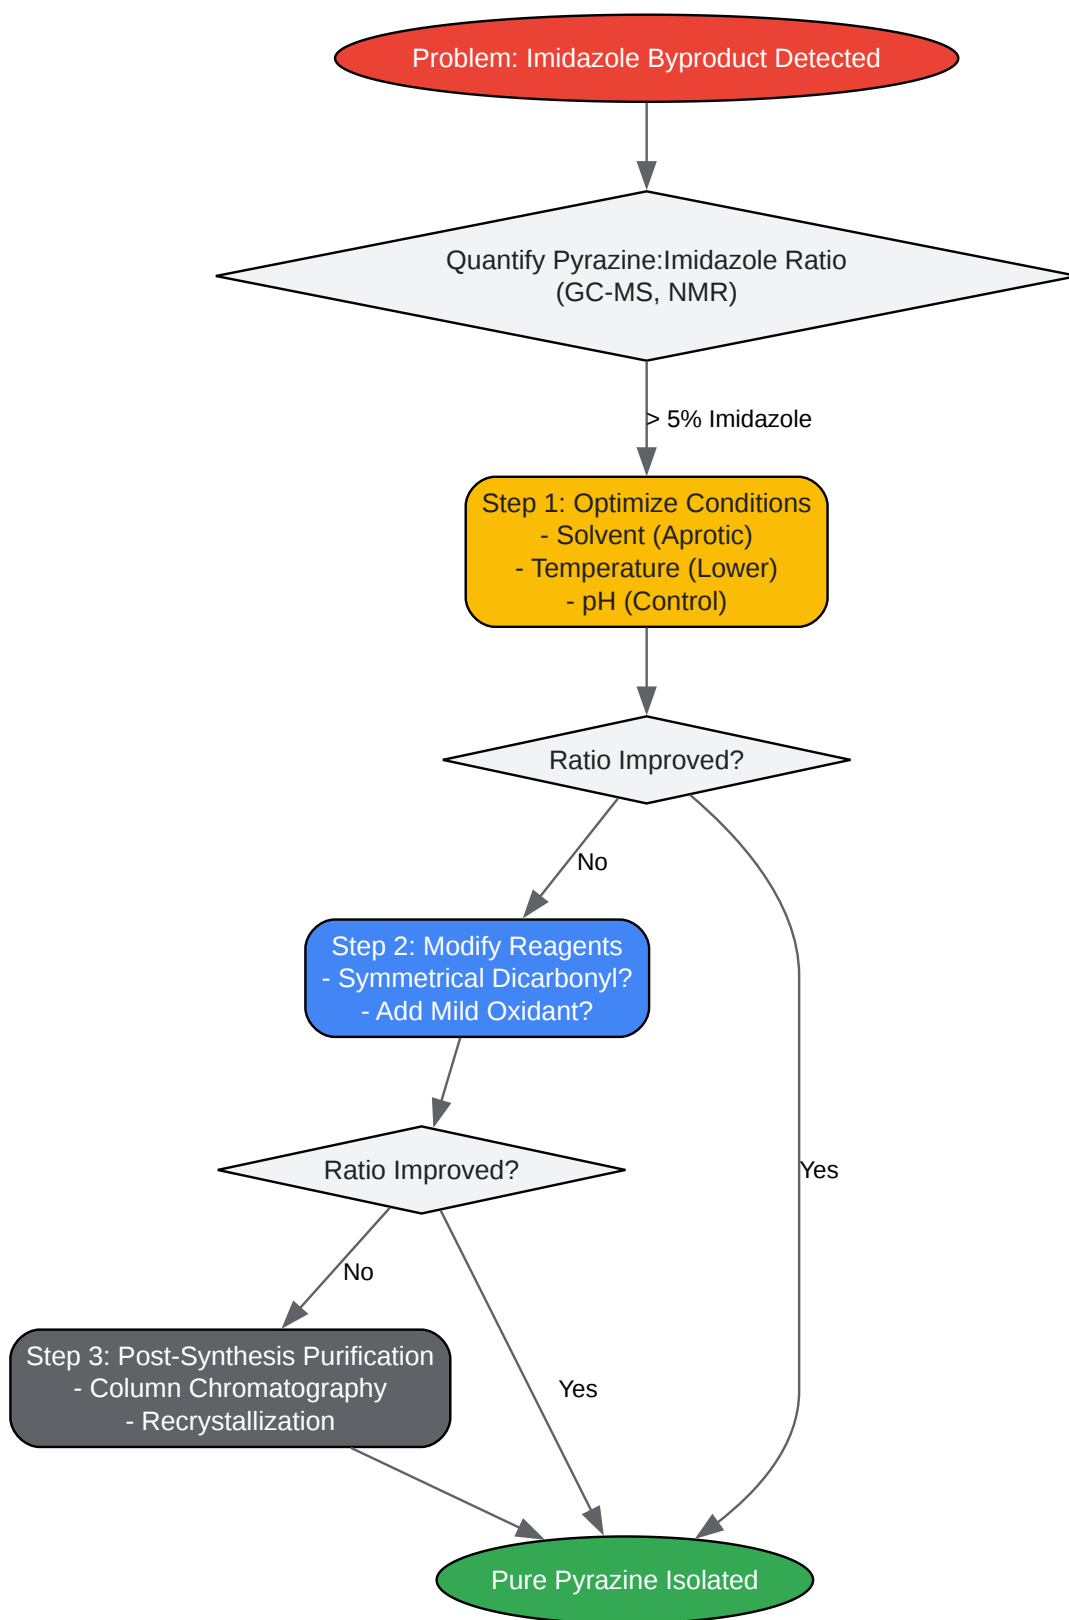 Problem: Imidazole Byproduct Detected
Quantify Pyrazine:Imidazole Ratio
(GC-MS, NMR)
> 5% Imidazole
Step 1: Optimize Conditions
- Solvent (Aprotic)
- Temperature (Lower)
- pH (Control)
Ratio Improved?
No
Step 2: Modify Reagents
- Symmetrical Dicarbonyl?
- Add Mild Oxidant?
Ratio Improved?
Yes
No
Step 3: Post-Synthesis Purification
- Column Chromatography
- Recrystallization
Yes
Pure Pyrazine Isolated